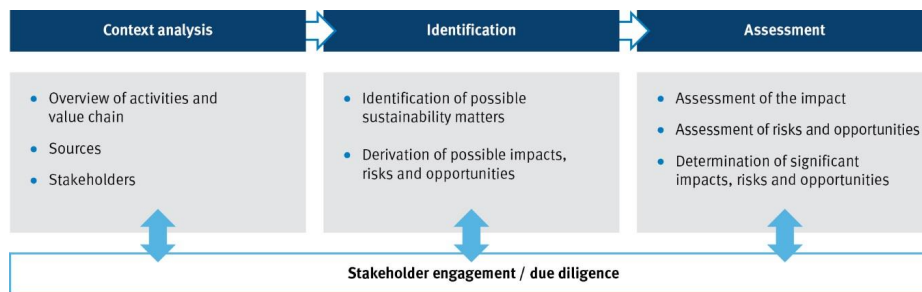 Context analysis
Identification
Assessment
• Overview of activities and
value chain
• Sources
• Stakeholders
• Identification of possible
sustainability matters
• Derivation of possible impacts,
risks and opportunities
• Assessment of the impact
• Assessment of risks and opportunities
• Determination of significant
impacts, risks and opportunities
Stakeholder engagement / due diligence